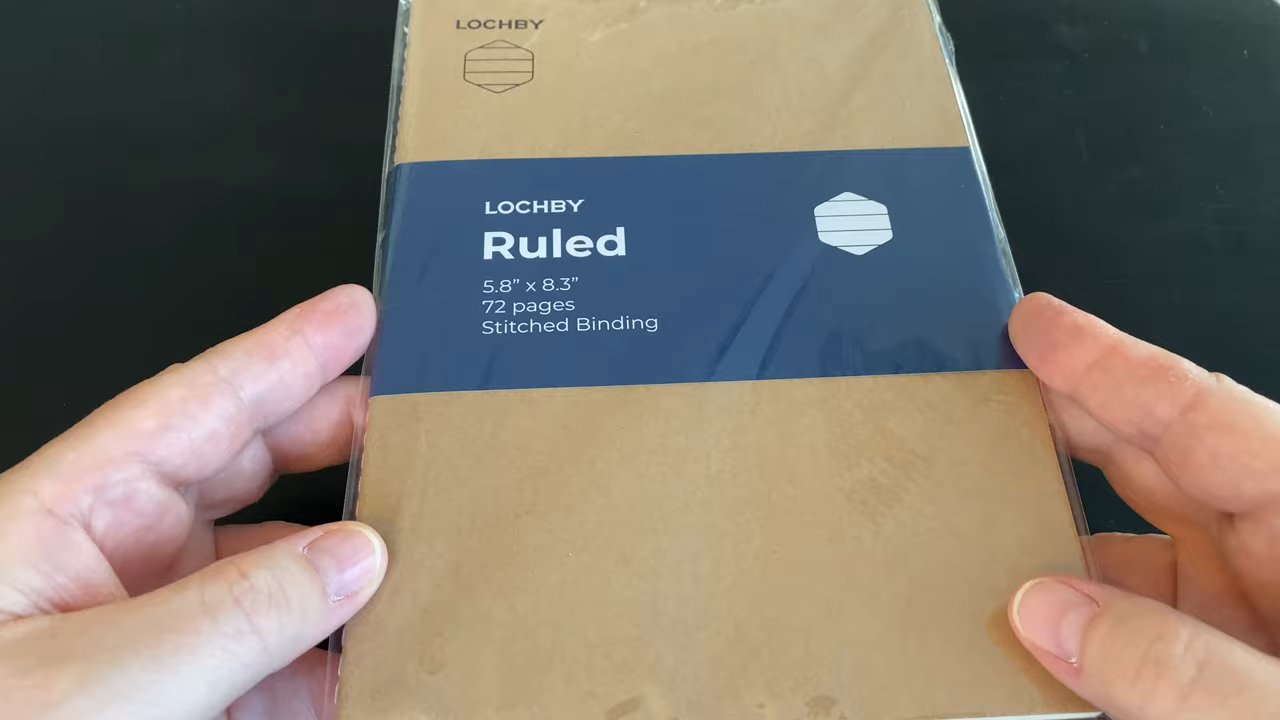 LOCHBY
LOCHBY
Ruled
5.8” x 8.3”
72 pages
Stitched Binding